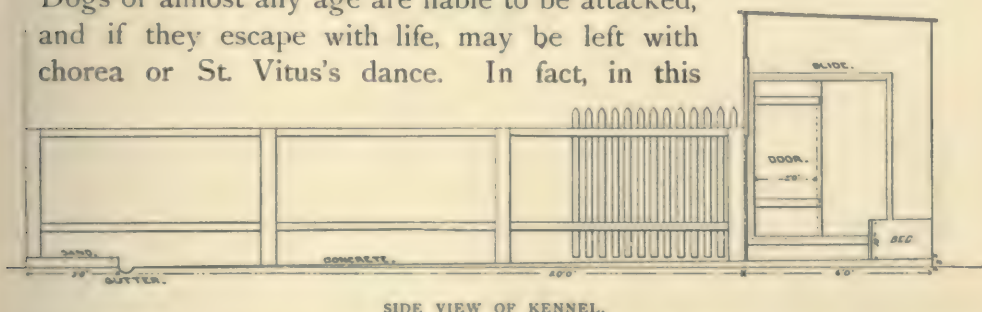 Dogs of almost any age are liable to be attacked,
and if they escape with life, may be left with
chorea or St. Vitus's dance. In fact, in this
SLIDE.
DOOR.
BED
SAND.
CONCRETE.
20'0"
6'0"
GUTTER.
SIDE VIEW OF KENNEL.